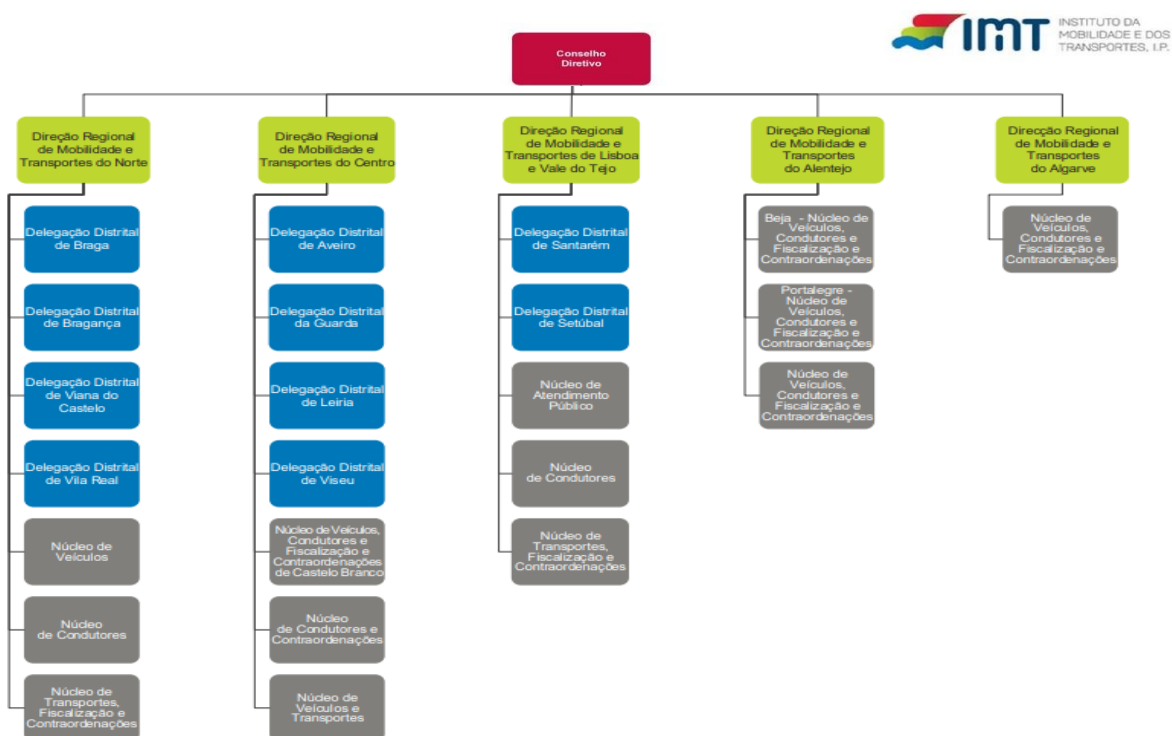 IMT
INSTITUTO DA
MOBILIDADE E DOS
TRANSPORTES, I.P.
Conselho
Diretivo
Direção Regional
de Mobilidade e
Transportes do Norte
Direção Regional
de Mobilidade e
Transportes do Centro
Direção Regional
de Mobilidade e
Transportes de Lisboa
e Vale do Tejo
Direção Regional
de Mobilidade e
Transportes
do Alentejo
Direcção Regional
de Mobilidade e
Transportes
do Algarve
Delegação Distrital
de Braga
Delegação Distrital
de Bragança
Delegação Distrital
de Viana do
Castelo
Delegação Distrital
de Vila Real
Núcleo de
Veículos
Núcleo
de Condutores
Núcleo de
Transportes,
Fiscalização e
Contraordenações
Delegação Distrital
de Aveiro
Delegação Distrital
da Guarda
Delegação Distrital
de Leiria
Delegação Distrital
de Viseu
Núcleo de Veículos,
Condutores e
Fiscalização e
Contraordenações
de Castelo Branco
Núcleo
de Condutores e
Contraordenações
Núcleo de
Veículos e
Transportes
Delegação Distrital
de Santarém
Delegação Distrital
de Setúbal
Núcleo de
Atendimento
Público
Núcleo
de Condutores
Núcleo de
Transportes,
Fiscalização e
Contraordenações
Beja - Núcleo de
Veículos,
Condutores e
Fiscalização e
Contraordenações
Portalegre -
Núcleo de
Veículos,
Condutores e
Fiscalização e
Contraordenações
Núcleo de
Veículos,
Condutores e
Fiscalização e
Contraordenações
Núcleo de
Veículos,
Condutores e
Fiscalização e
Contraordenações